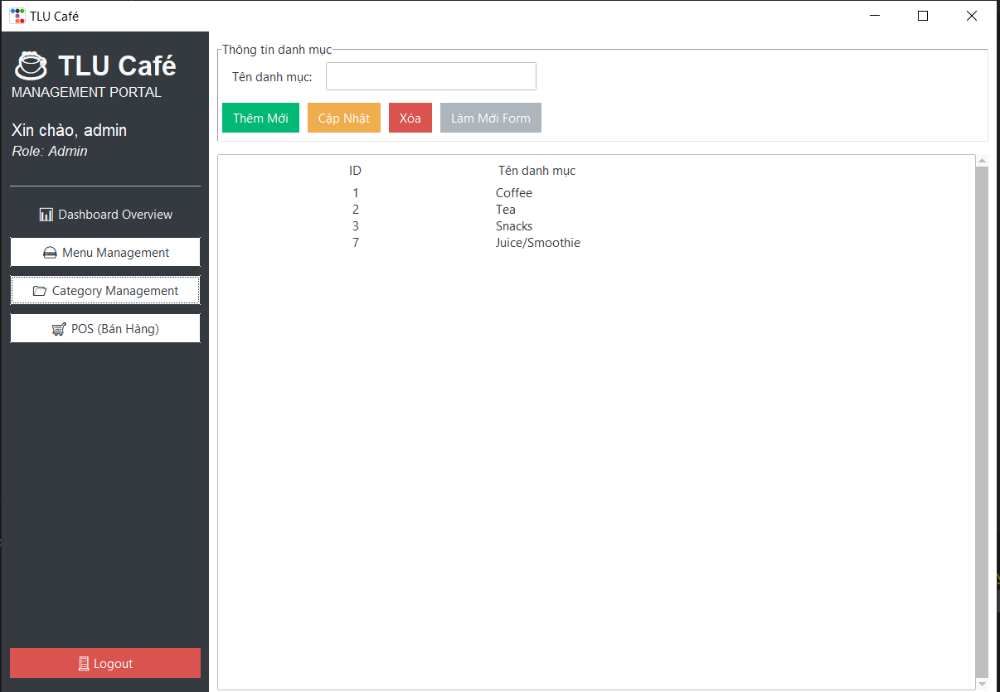 TLU Café
TLU Café
MANAGEMENT PORTAL
Xin chào, admin
Role: Admin
Dashboard Overview
Menu Management
Category Management
POS (Bán Hàng)
Logout
Thông tin danh mục
Tên danh mục:
Thêm Mới Cập Nhật Xóa Làm Mới Form
ID Tên danh mục
1 Coffee
2 Tea
3 Snacks
7 Juice/Smoothie